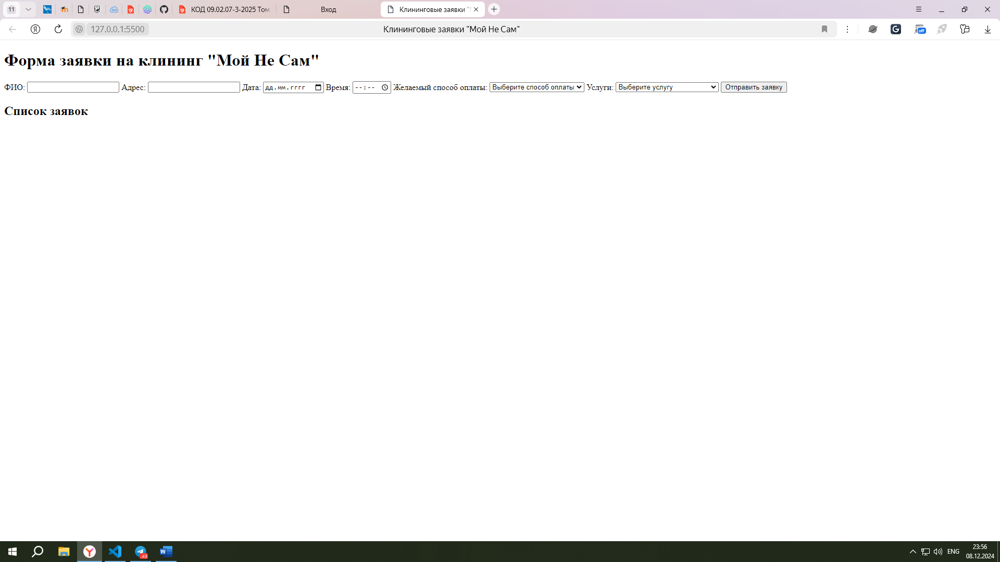 11
КОД 09.02.07-3-2025 Том
Вход
Клининговые заявки "
127.0.0.1:5500
Клининговые заявки "Мой Не Сам"
off
Форма заявки на клининг "Мой Не Сам"
ФИО: Адрес: Дата: дд.мм.гггг Время: --:-- Желаемый способ оплаты: Выберите способ оплаты Услуги: Выберите услугу Отправить заявку
Список заявок
43
ENG
23:56
08.12.2024